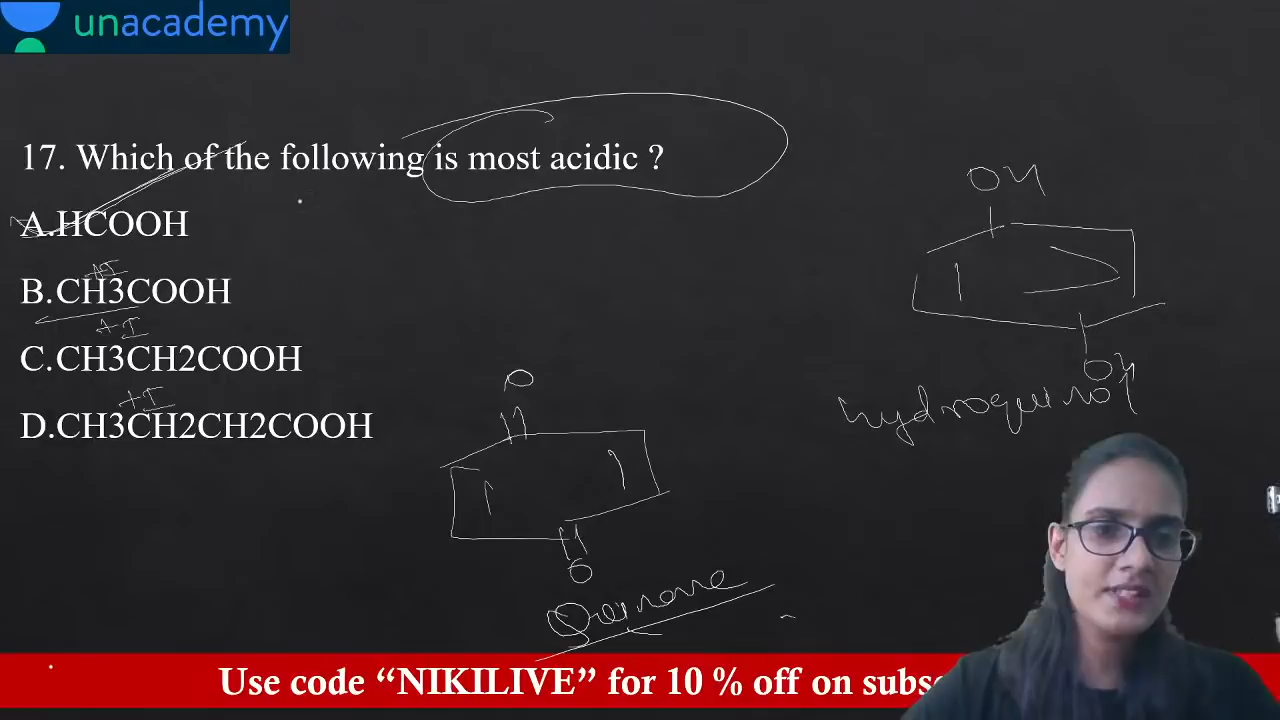 unacademy
17. Which of the following is most acidic ?
A.HCOOH
+I
B.CH3COOH
+I
C.CH3CH2COOH
+I
D.CH3CH2CH2COOH
OH
OH
hydroquinol
O
O
Quinone
Use code “NIKILIVE” for 10 % off on subs